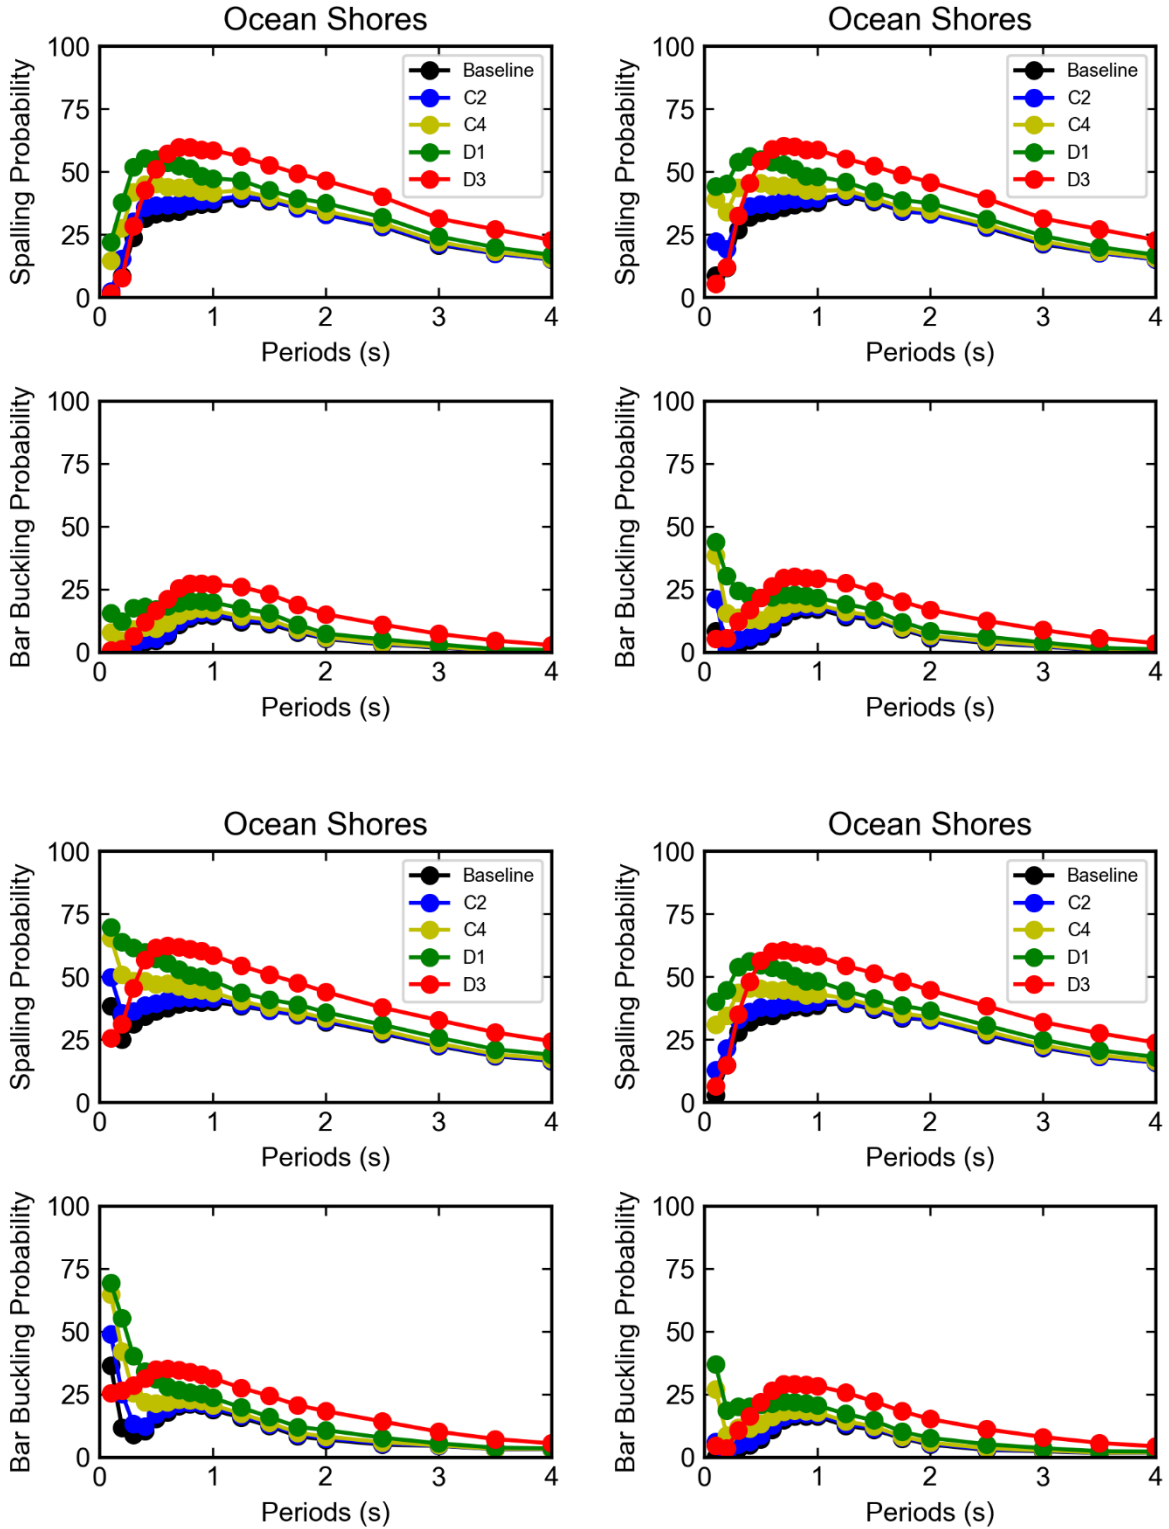 Ocean Shores
Spalling Probability
100
75
50
25
0
Baseline
C2
C4
D1
D3
0 1 2 3 4
Periods (s)
Ocean Shores
Spalling Probability
100
75
50
25
0
Baseline
C2
C4
D1
D3
0 1 2 3 4
Periods (s)
Bar Buckling Probability
100
75
50
25
0
0 1 2 3 4
Periods (s)
Bar Buckling Probability
100
75
50
25
0
0 1 2 3 4
Periods (s)
Ocean Shores
Spalling Probability
100
75
50
25
0
Baseline
C2
C4
D1
D3
0 1 2 3 4
Periods (s)
Ocean Shores
Spalling Probability
100
75
50
25
0
Baseline
C2
C4
D1
D3
0 1 2 3 4
Periods (s)
Bar Buckling Probability
100
75
50
25
0
0 1 2 3 4
Periods (s)
Bar Buckling Probability
100
75
50
25
0
0 1 2 3 4
Periods (s)